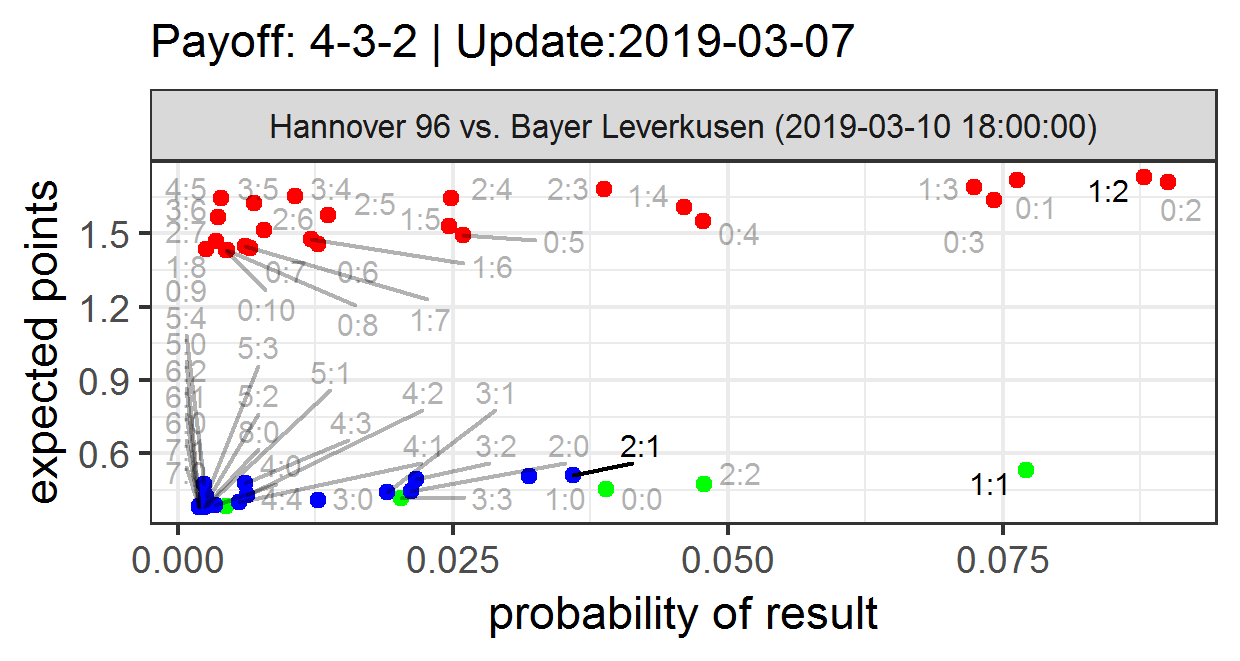 Payoff: 4-3-2 | Update:2019-03-07
Hannover 96 vs. Bayer Leverkusen (2019-03-10 18:00:00)
expected points
1.5
1.2
0.9
0.6
4:5 3:5 3:4 2:4 2:3 1:4 1:3 1:2
3:6 2:6 2:5 1:5 0:1 0:2
2:7 0:5 0:4 0:3
1:8 0:7 0:6 1:6
0:9 0:10 0:8 1:7
5:4
5:0 5:3
6:2 5:1
6:1 5:2 4:2 3:1
6:0 8:0 4:3
4:1 3:2 2:0 2:1
4:0 2:2 1:1
4:4 3:0 3:3 1:0 0:0
0.000 0.025 0.050 0.075
probability of result